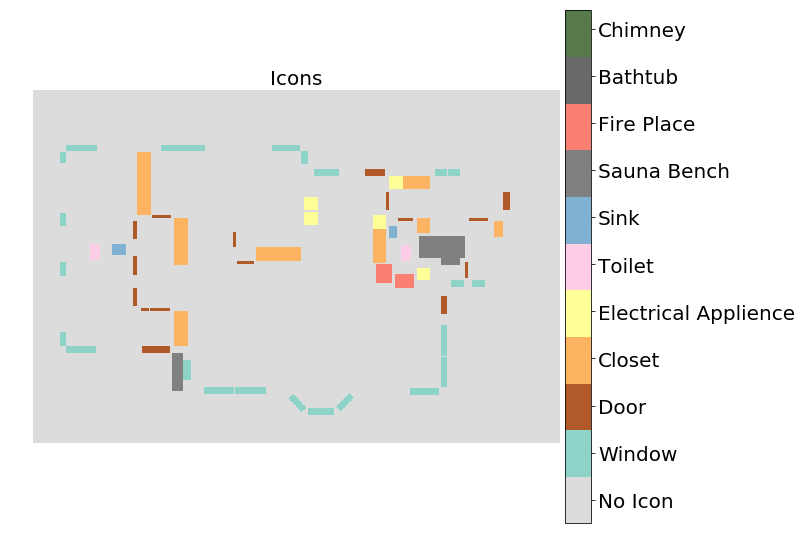 Icons
Chimney
Bathtub
Fire Place
Sauna Bench
Sink
Toilet
Electrical Applience
Closet
Door
Window
No Icon